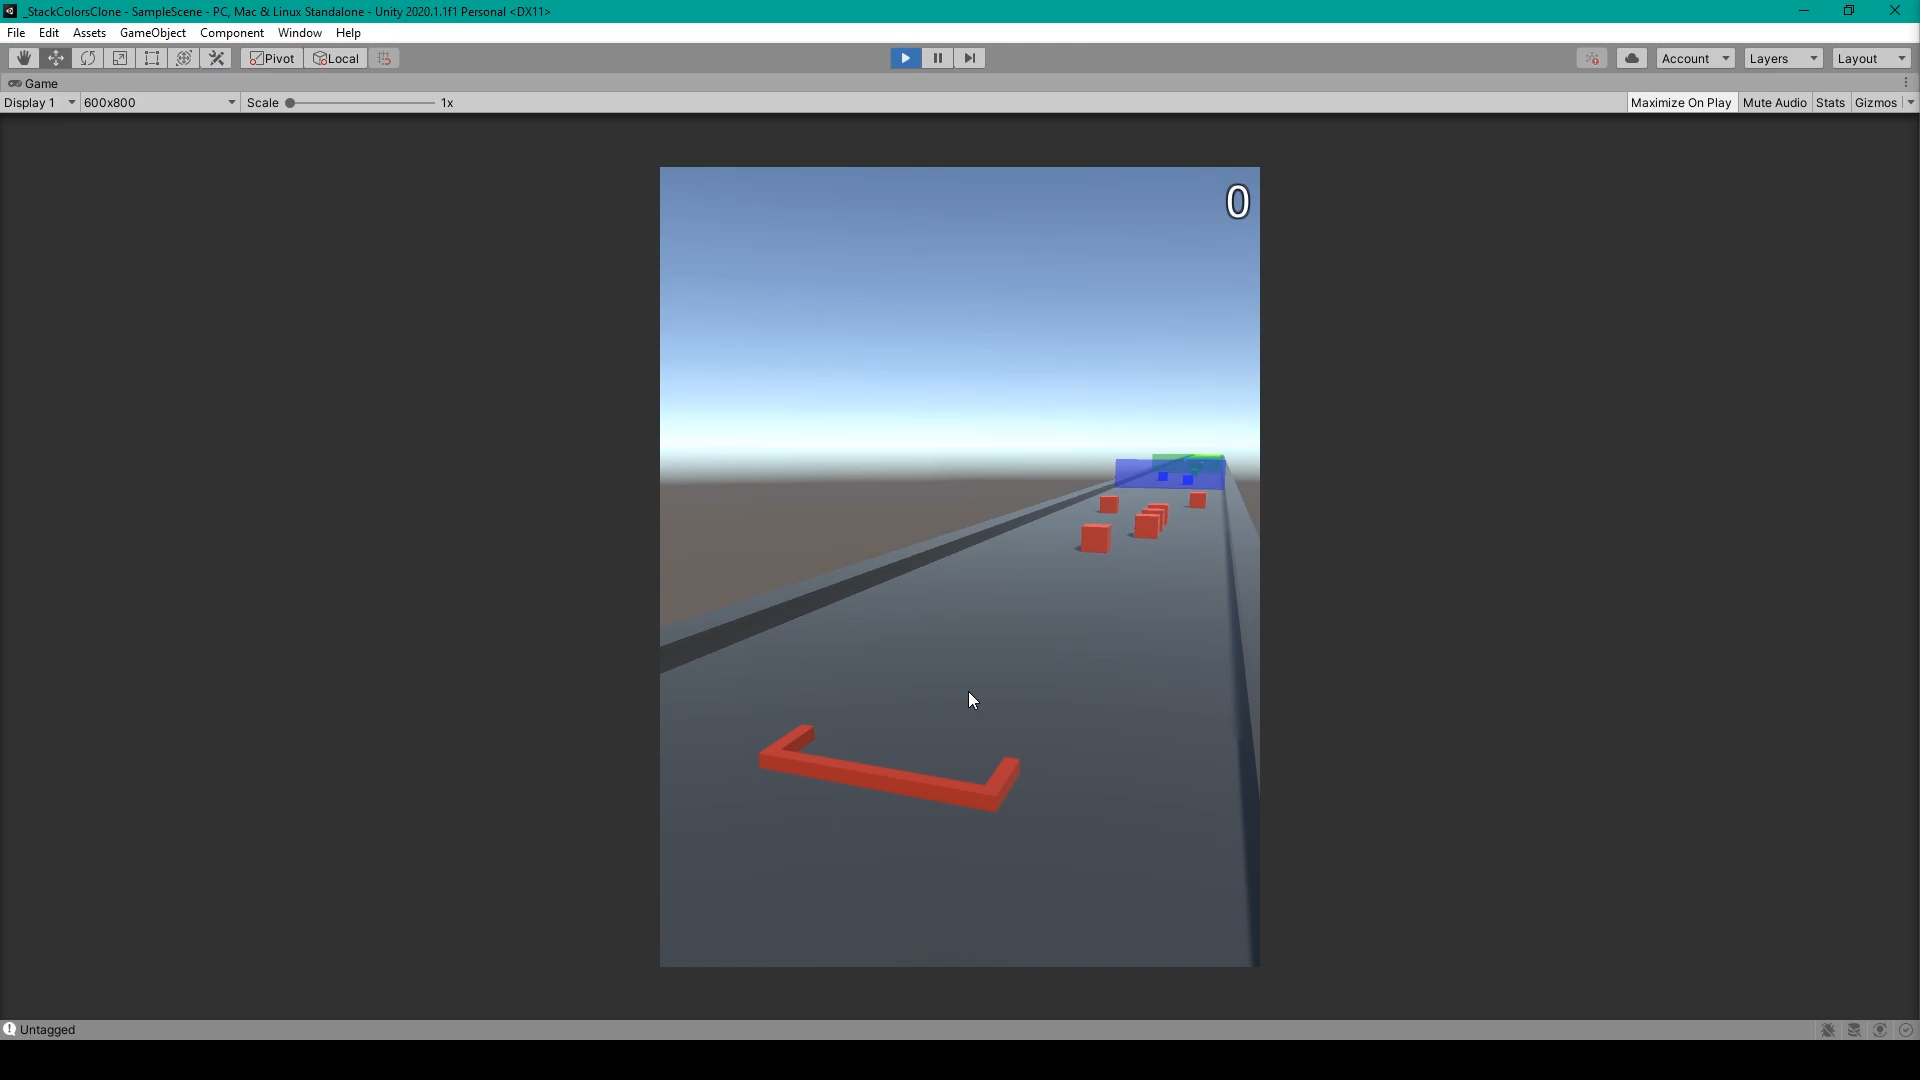 _StackColorsClone - SampleScene - PC, Mac & Linux Standalone - Unity 2020.1.1f1 Personal <DX11>
File Edit Assets GameObject Component Window Help
Pivot Local Account Layers Layout
Game
Display 1 600x800 Scale 1x Maximize On Play Mute Audio Stats Gizmos
0
Untagged